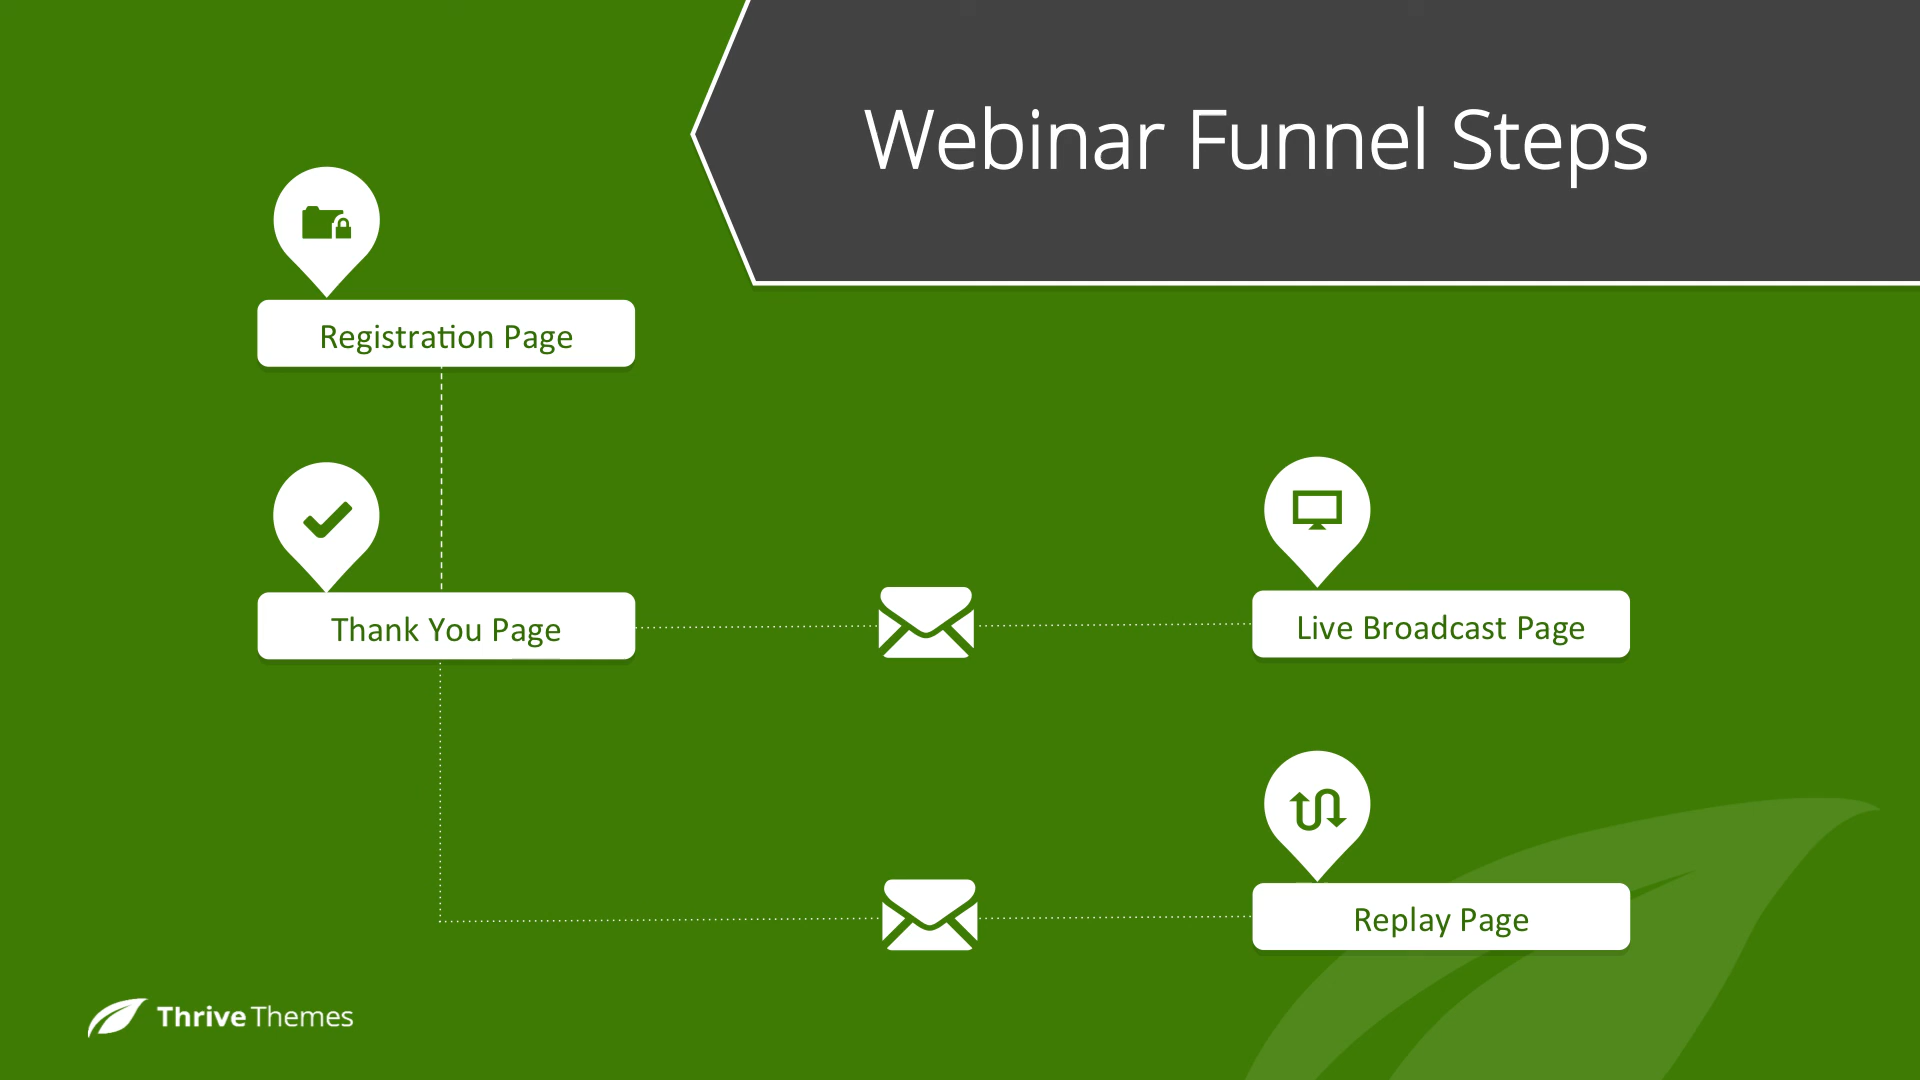 Webinar Funnel Steps
Registration Page
Thank You Page
Live Broadcast Page
Replay Page
Thrive Themes